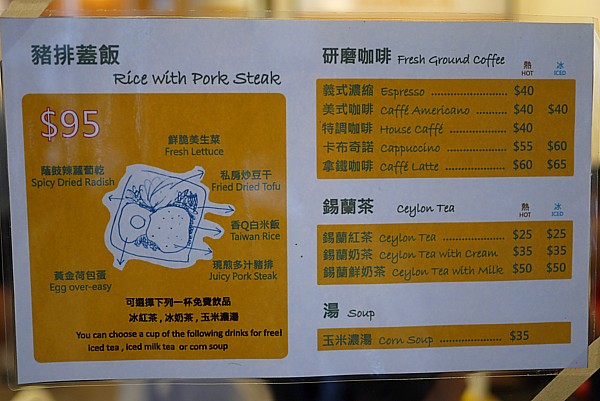 豬排蓋飯
Rice with Pork Steak
$95
鮮脆美生菜
Fresh Lettuce
蔭鼓辣蘿蔔乾
Spicy Dried Radish
私房炒豆干
Fried Dried Tofu
香Q白米飯
Taiwan Rice
現煎多汁豬排
Juicy Pork Steak
黃金荷包蛋
Egg over-easy
可選擇下列一杯免費飲品
冰紅茶 , 冰奶茶 , 玉米濃湯
You can choose a cup of the following drinks for free!
Iced tea , Iced milk tea or corn soup
研磨咖啡 Fresh Ground Coffee 熱 HOT 冰 ICED
義式濃縮 Espresso ........................ $40
美式咖啡 Caffé Americano .......... $40 $40
特調咖啡 House Caffé ................. $40
卡布奇諾 Cappuccino .................. $55 $60
拿鐵咖啡 Caffé Latte ................... $60 $65
錫蘭茶 Ceylon Tea 熱 HOT 冰 ICED
錫蘭紅茶 Ceylon Tea .................. $25 $25
錫蘭奶茶 Ceylon Tea with Cream $35 $35
錫蘭鮮奶茶 Ceylon Tea with Milk $50 $50
湯 Soup
玉米濃湯 Corn Soup .................. $35